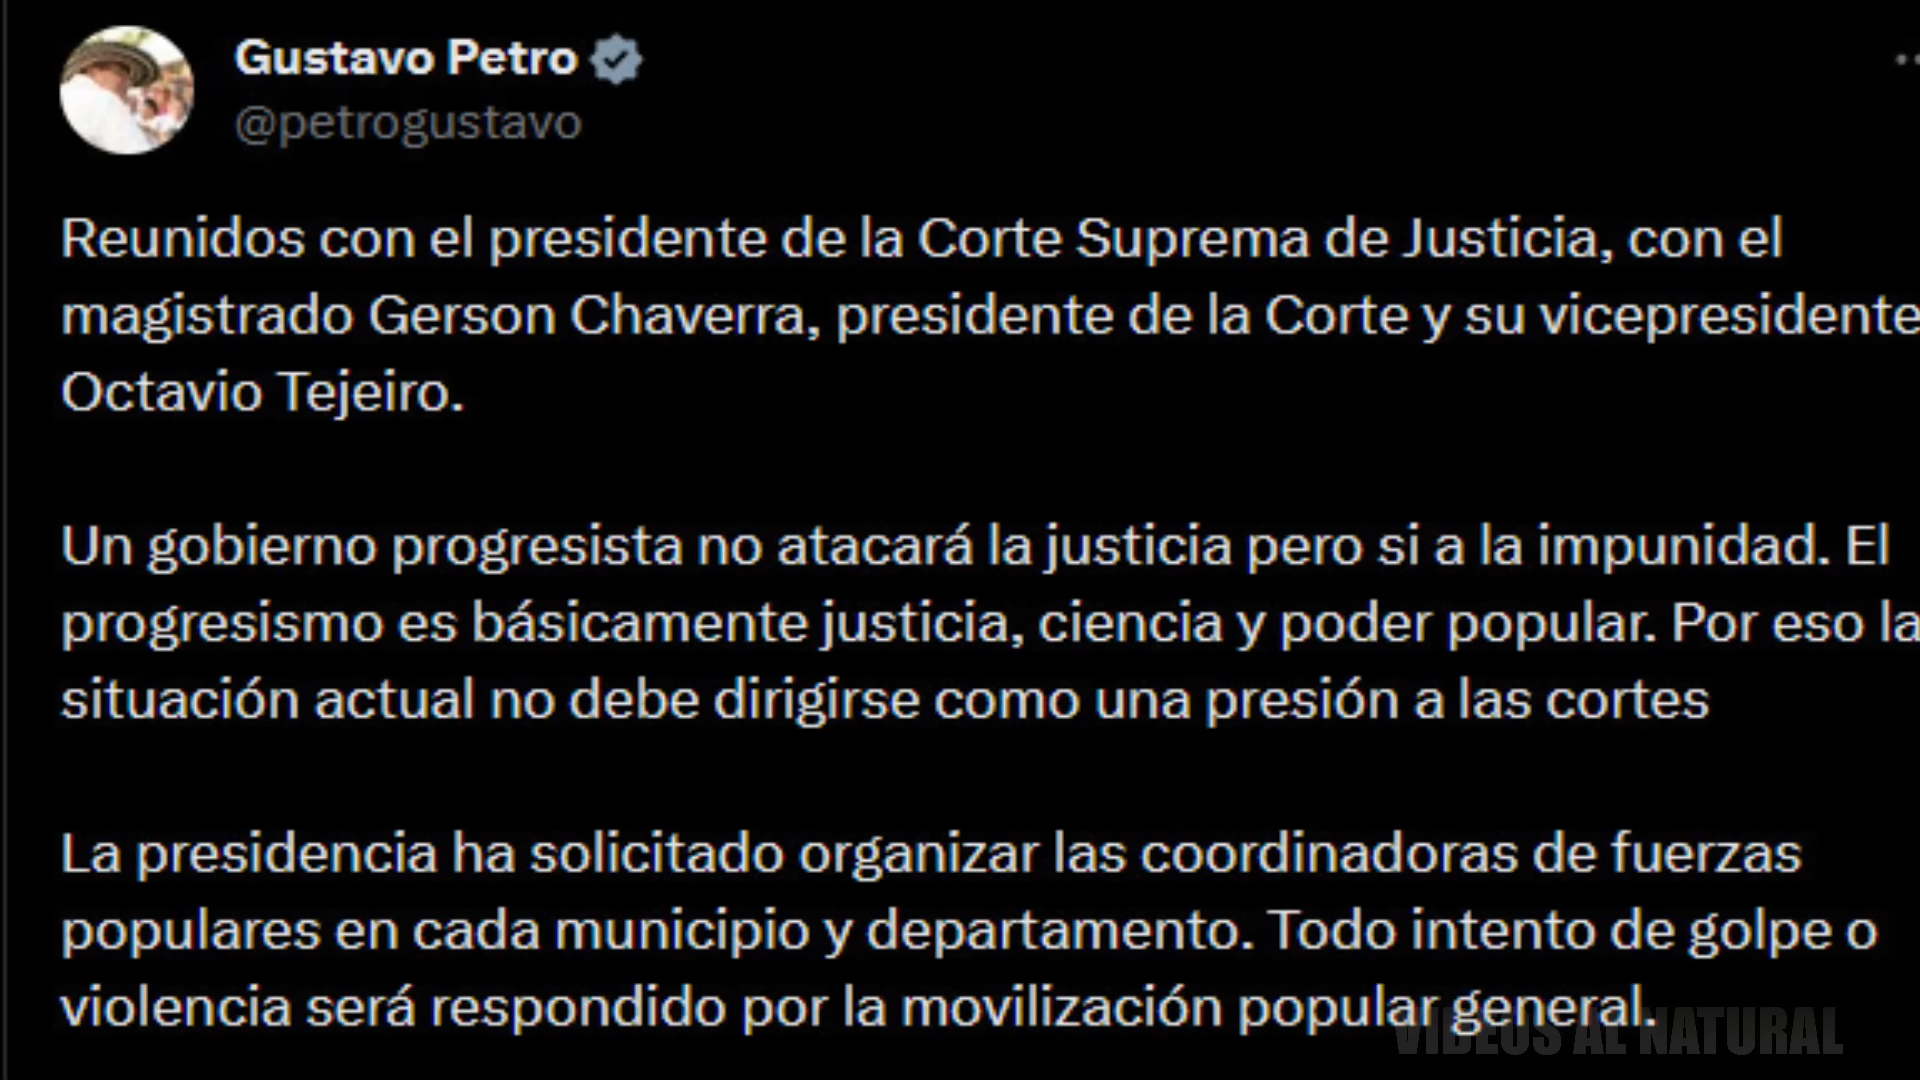 Gustavo Petro
@petrogustavo
Reunidos con el presidente de la Corte Suprema de Justicia, con el
magistrado Gerson Chaverra, presidente de la Corte y su vicepresidente
Octavio Tejeiro.
Un gobierno progresista no atacará la justicia pero si a la impunidad. El
progresismo es básicamente justicia, ciencia y poder popular. Por eso la
situación actual no debe dirigirse como una presión a las cortes
La presidencia ha solicitado organizar las coordinadoras de fuerzas
populares en cada municipio y departamento. Todo intento de golpe o
violencia será respondido por la movilización popular general.
VIDEOS AL NATURAL